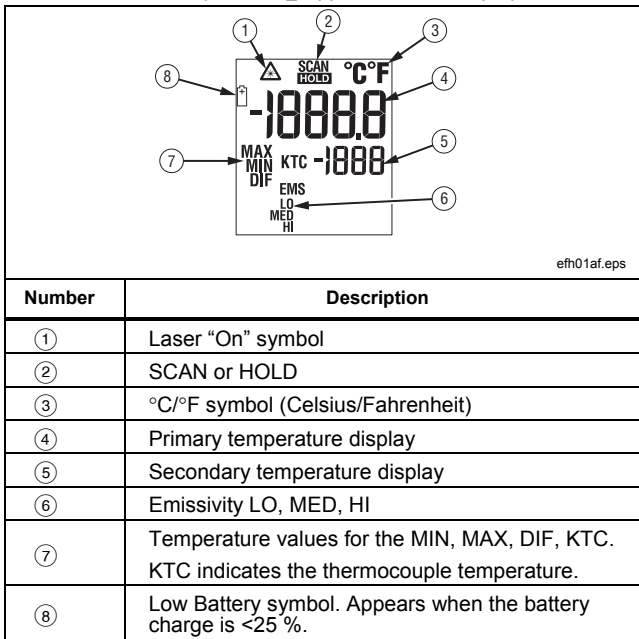 1 2 3
SCAN °C°F
HOLD
8 4
-1888.8
5
7 MAX KTC -1888
MIN
DIF
EMS
LO 6
MED
HI
efh01af.eps
Number Description
1 Laser “On” symbol
2 SCAN or HOLD
3 °C/°F symbol (Celsius/Fahrenheit)
4 Primary temperature display
5 Secondary temperature display
6 Emissivity LO, MED, HI
7 Temperature values for the MIN, MAX, DIF, KTC.
KTC indicates the thermocouple temperature.
8 Low Battery symbol. Appears when the battery
charge is <25 %.